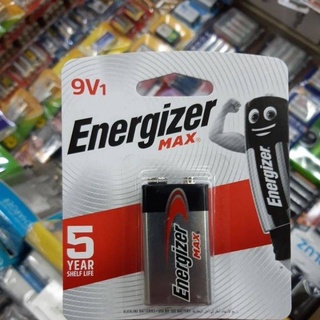 9V1
Energizer
MAX
5
YEAR
SHELF LIFE
Energizer
MAX
Energizer